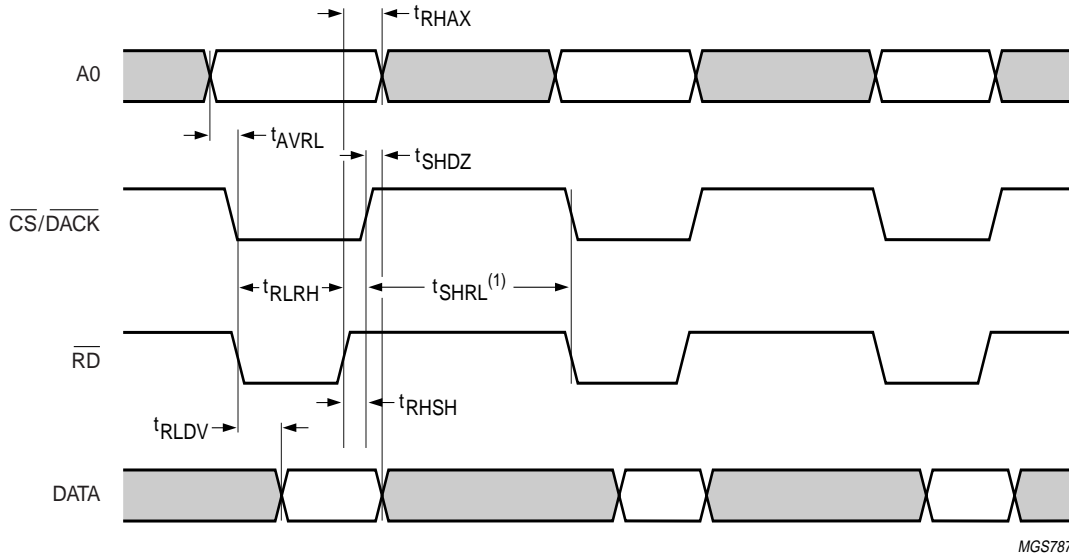 tRHAX
A0
tAVRL
tSHDZ
CS/DACK
tRLRH
tSHRL(1)
RD
tRHSH
tRLDV
DATA
MGS787